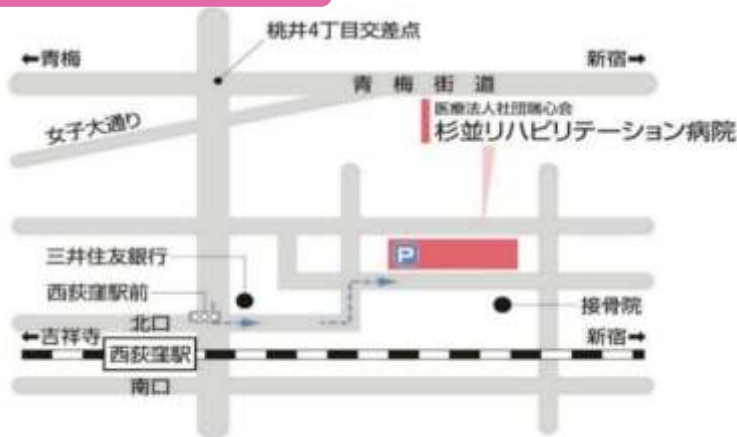 桃井4丁目交差点
←青梅
新宿→
青梅街道
医療法人社団瑞心会
杉並リハビリテーション病院
女子大通り
三井住友銀行
P
西荻窪駅前
接骨院
北口
←吉祥寺
新宿→
西荻窪駅
南口